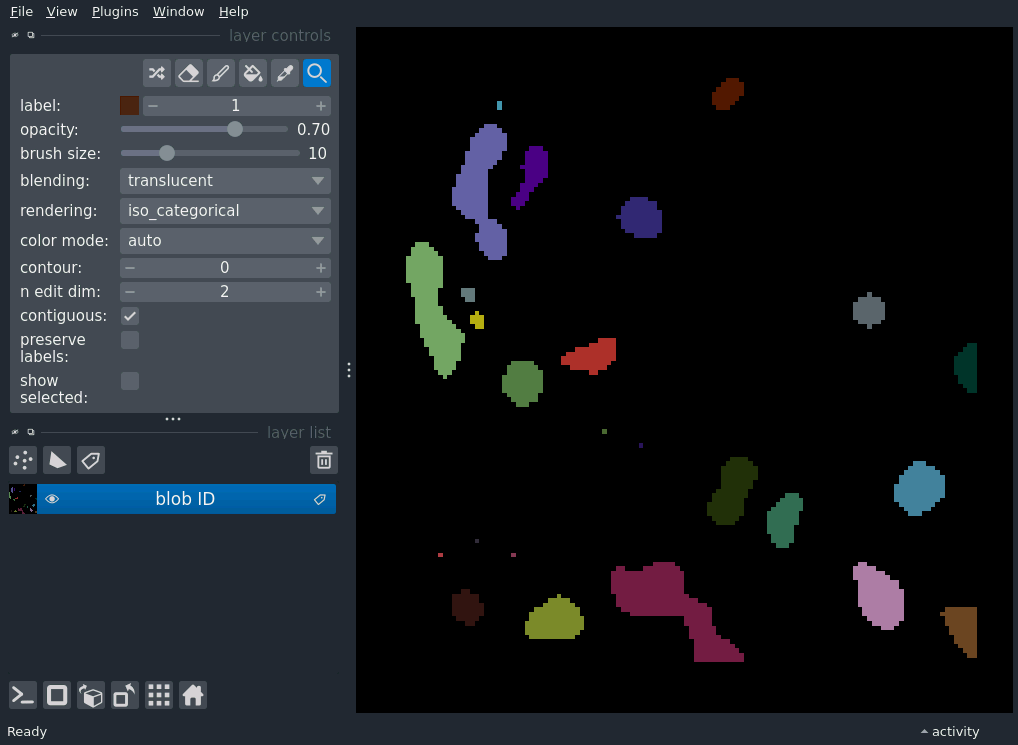 File View Plugins Window Help
layer controls
label: 1
opacity: 0.70
brush size: 10
blending: translucent
rendering: iso_categorical
color mode: auto
contour: 0
n edit dim: 2
contiguous:
preserve
labels:
show
selected:
layer list
blob ID
Ready
activity